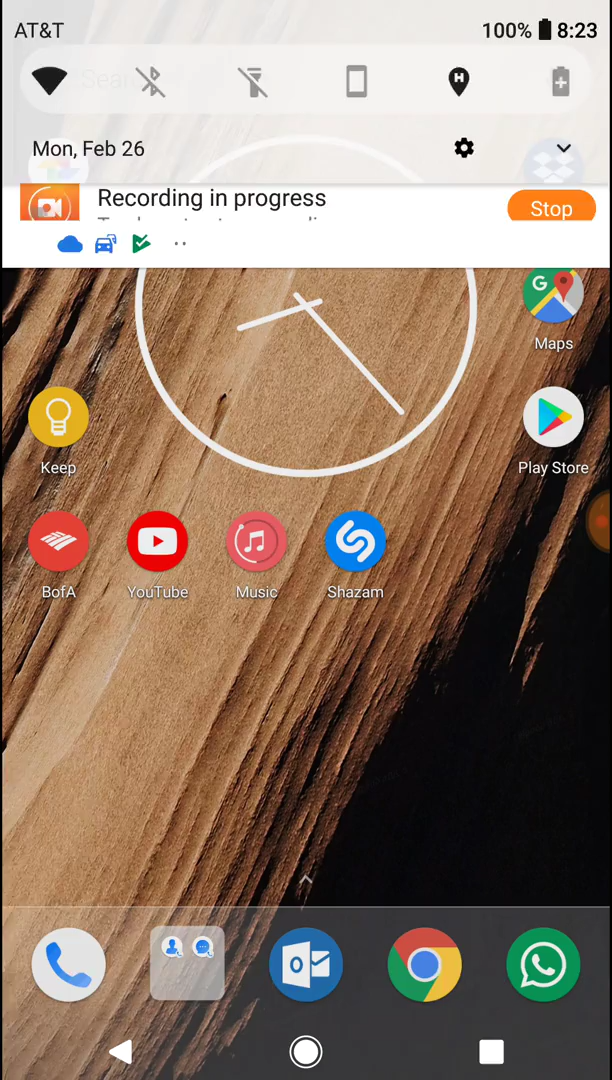 AT&T 100% 8:23
Sear
Mon, Feb 26
Recording in progress
Stop
Maps
Keep
Play Store
BofA
YouTube
Music
Shazam